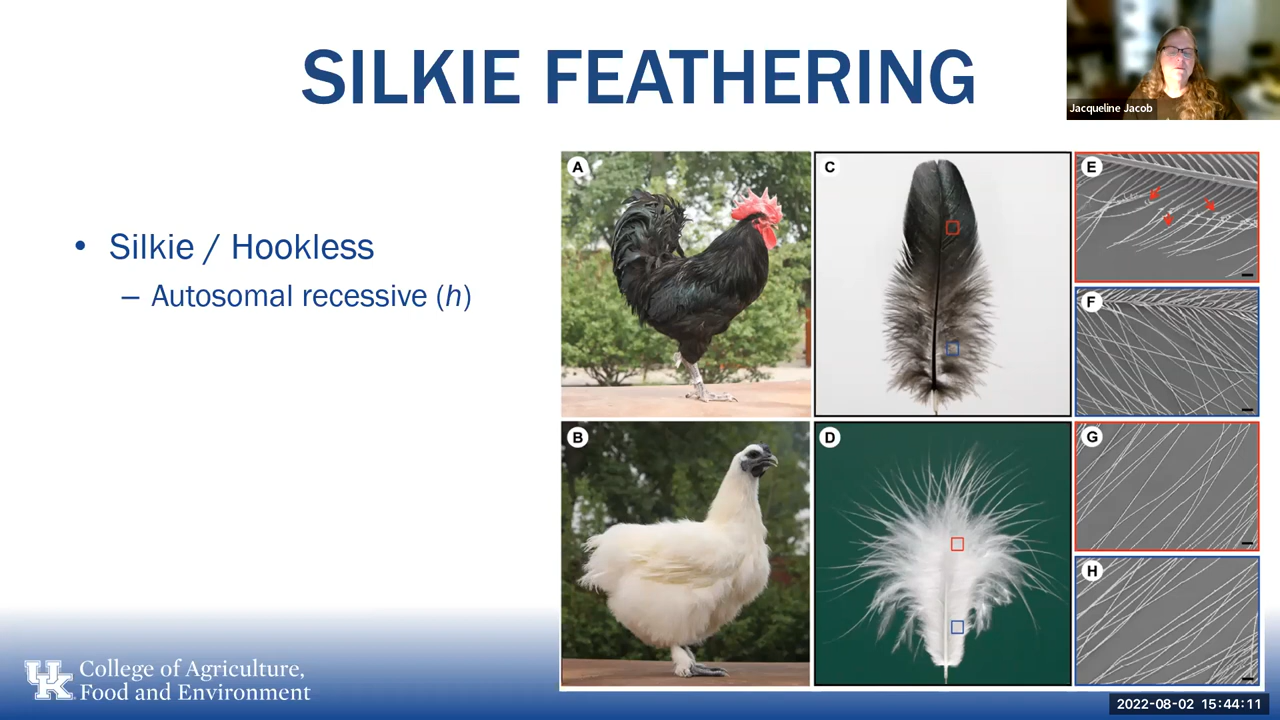 SILKIE FEATHERING
Jacqueline Jacob
• Silkie / Hookless
– Autosomal recessive (h)
A
C
E
F
B
D
G
H
UK
College of Agriculture,
Food and Environment
2022-08-02 15:44:11